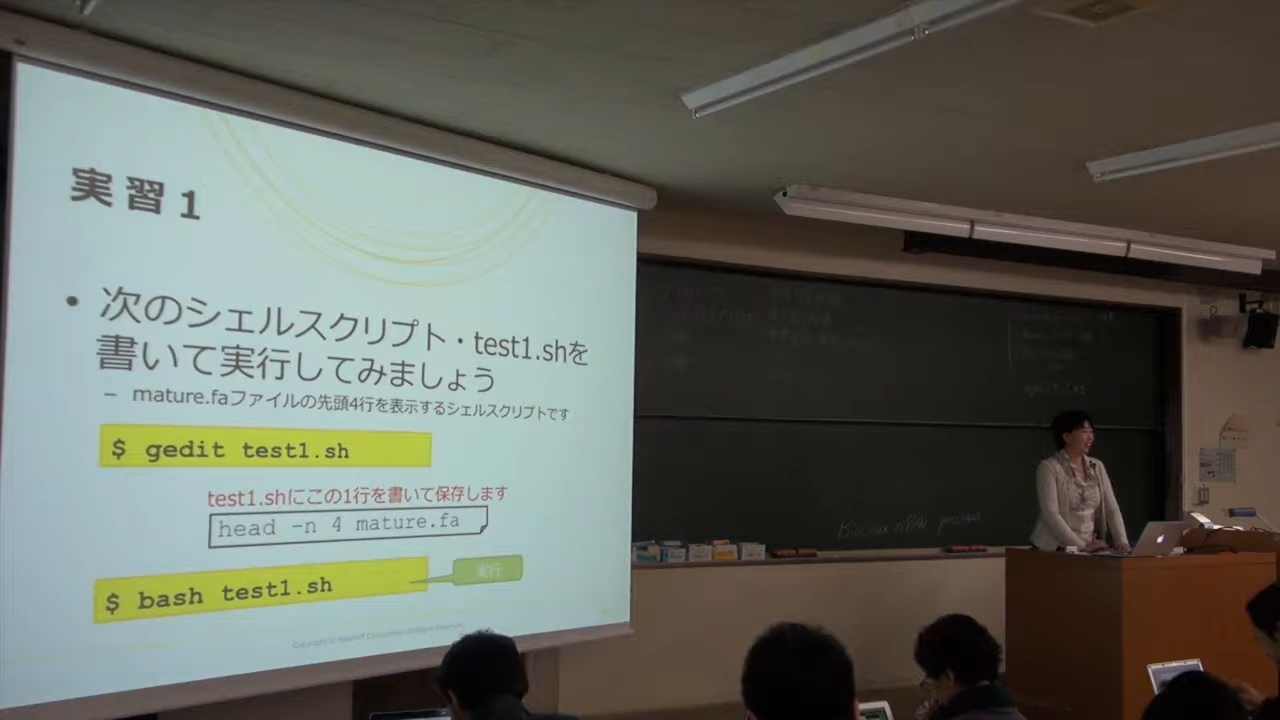 実習1
• 次のシェルスクリプト・test1.shを
書いて実行してみましょう
– mature.faファイルの先頭4行を表示するシェルスクリプトです
$ gedit test1.sh
test1.shにこの1行を書いて保存します
head -n 4 mature.fa
$ bash test1.sh
実行